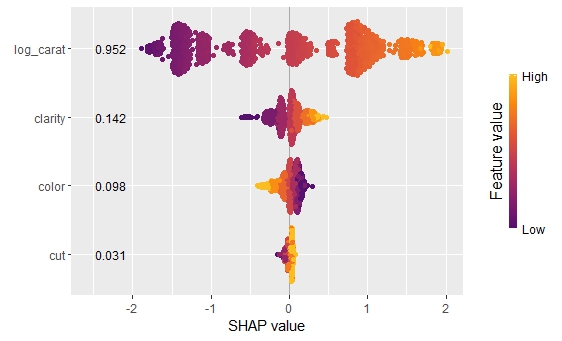 log_carat 0.952
High
clarity 0.142
Feature value
color 0.098
Low
cut 0.031
-2 -1 0 1 2
SHAP value